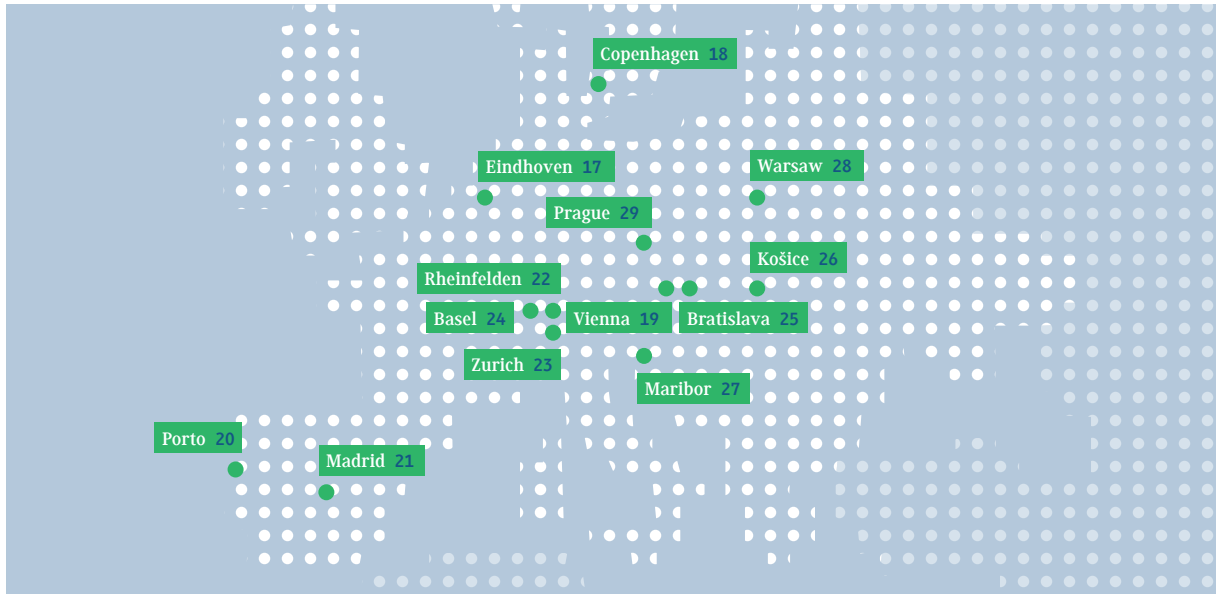 Copenhagen 18
Eindhoven 17
Warsaw 28
Prague 29
Košice 26
Rheinfelden 22
Basel 24
Vienna 19
Bratislava 25
Zurich 23
Maribor 27
Porto 20
Madrid 21